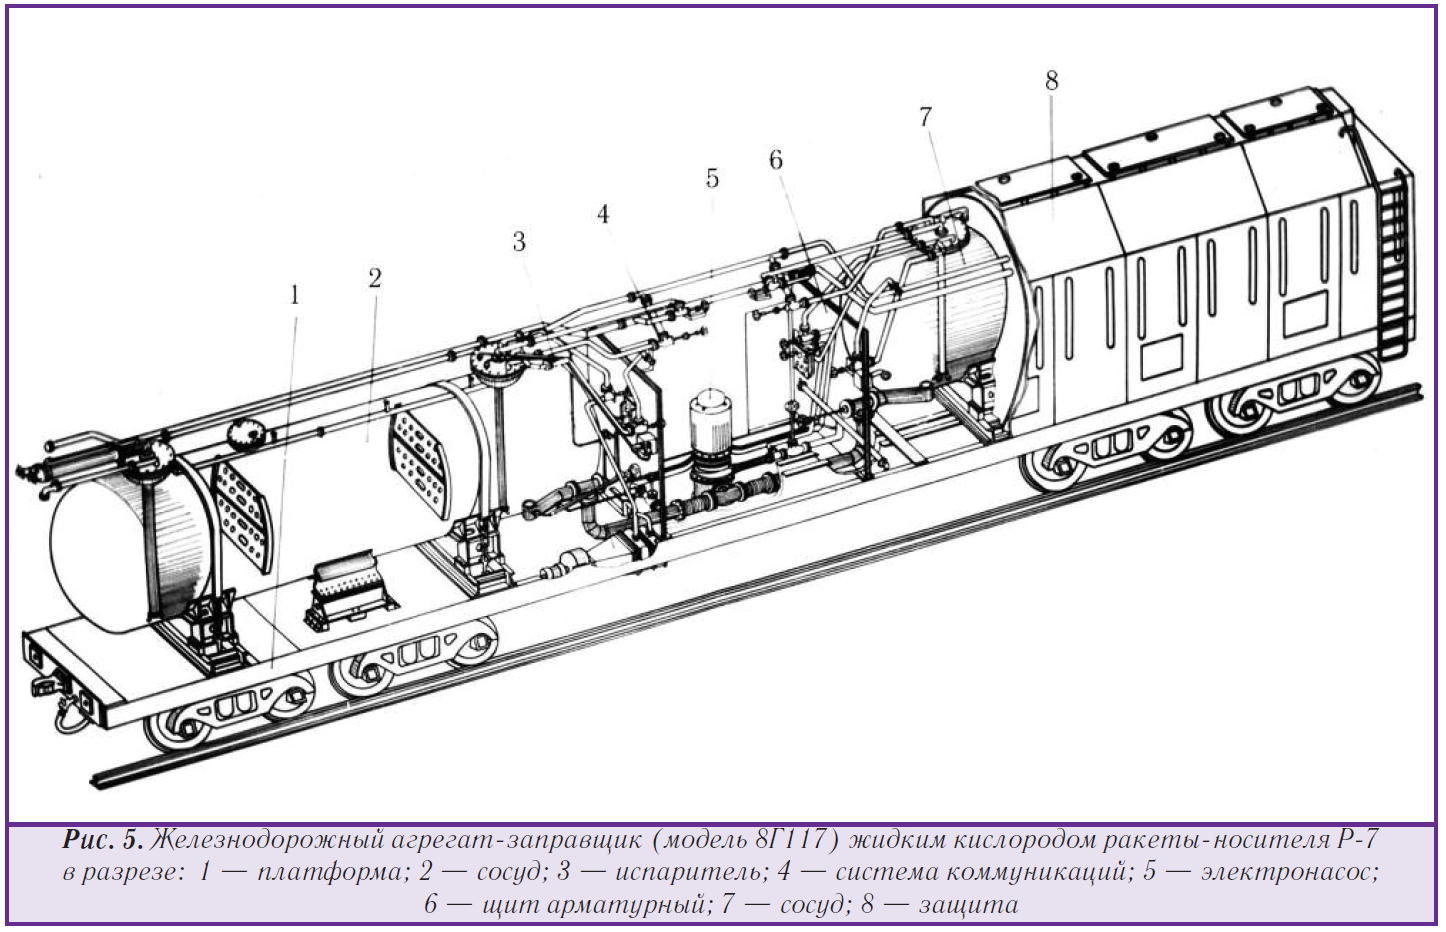 8
7
6
5
4
3
2
1
Рис. 5. Железнодорожный агрегат-заправщик (модель 8Г117) жидким кислородом ракеты-носителя Р-7
в разрезе: 1 — платформа; 2 — сосуд; 3 — испаритель; 4 — система коммуникаций; 5 — электронасос;
6 — щит арматурный; 7 — сосуд; 8 — защита